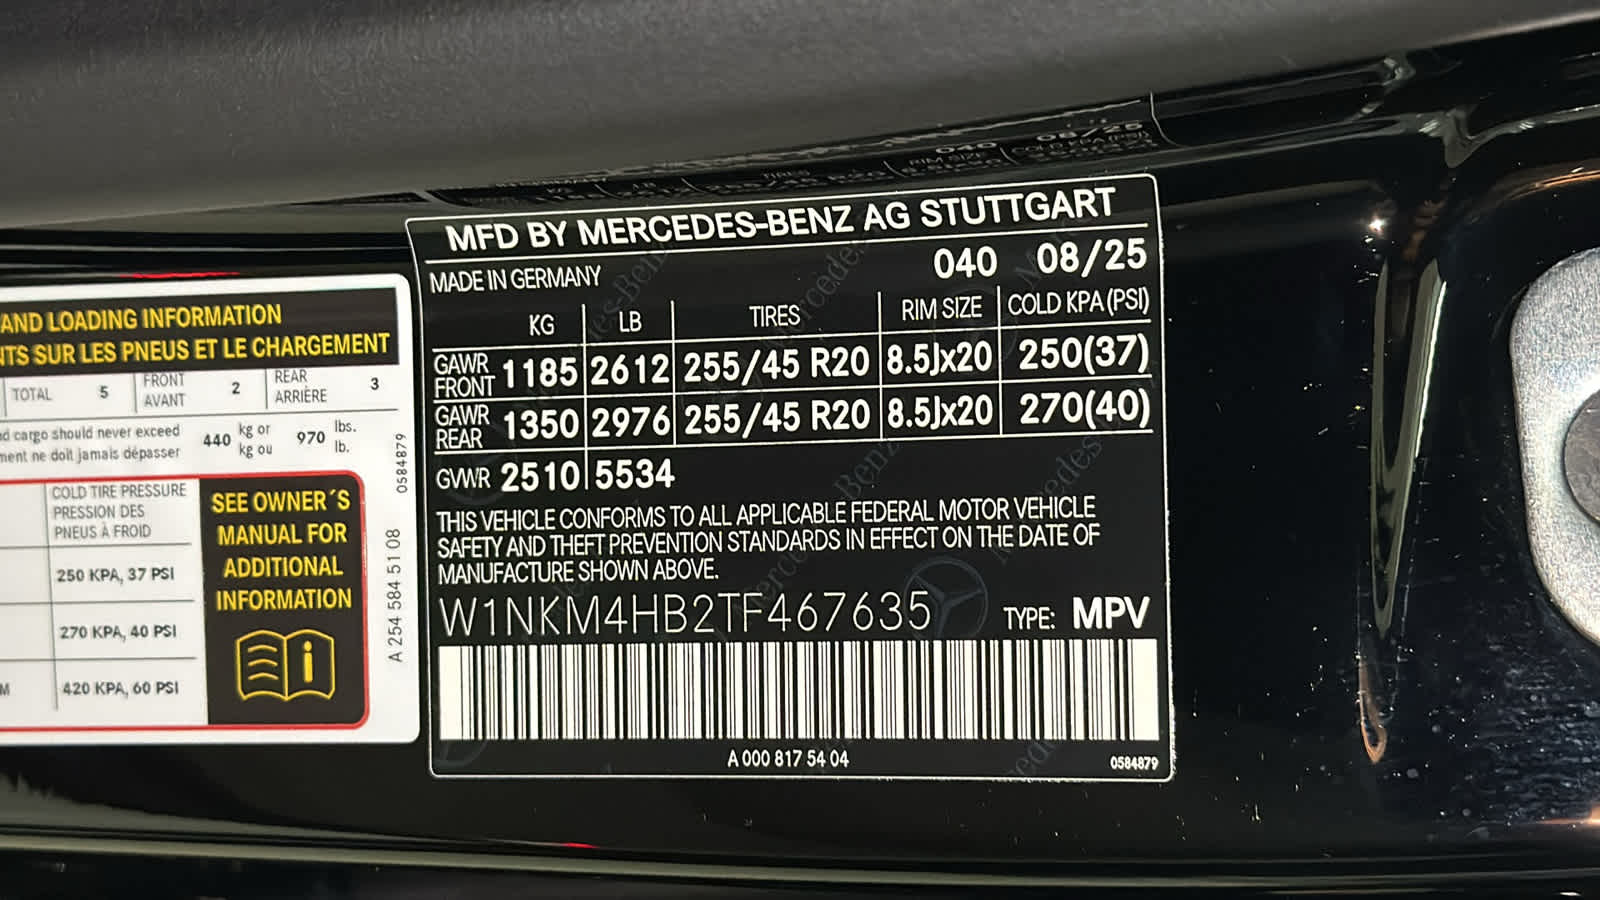 MFD BY MERCEDES-BENZ AG STUTTGART
MADE IN GERMANY 040 08/25
KG LB TIRES RIM SIZE COLD KPA (PSI)
GAWR FRONT 1185 2612 255/45 R20 8.5Jx20 250(37)
GAWR REAR 1350 2976 255/45 R20 8.5Jx20 270(40)
GVWR 2510 5534
THIS VEHICLE CONFORMS TO ALL APPLICABLE FEDERAL MOTOR VEHICLE
SAFETY AND THEFT PREVENTION STANDARDS IN EFFECT ON THE DATE OF
MANUFACTURE SHOWN ABOVE.
W1NKM4HB2TF467635 TYPE: MPV
A 000 817 54 04
0584879
AND LOADING INFORMATION
SUR LES PNEUS ET LE CHARGEMENT
TOTAL 5 FRONT AVANT 2 REAR ARRIÈRE 3
cargo should never exceed 440 kg or 970 lbs.
ne doit jamais dépasser kg ou lb.
COLD TIRE PRESSURE
PRESSION DES
PNEUS À FROID
250 KPA, 37 PSI
270 KPA, 40 PSI
420 KPA, 60 PSI
SEE OWNER´S
MANUAL FOR
ADDITIONAL
INFORMATION
A 254 584 51 08
0584879